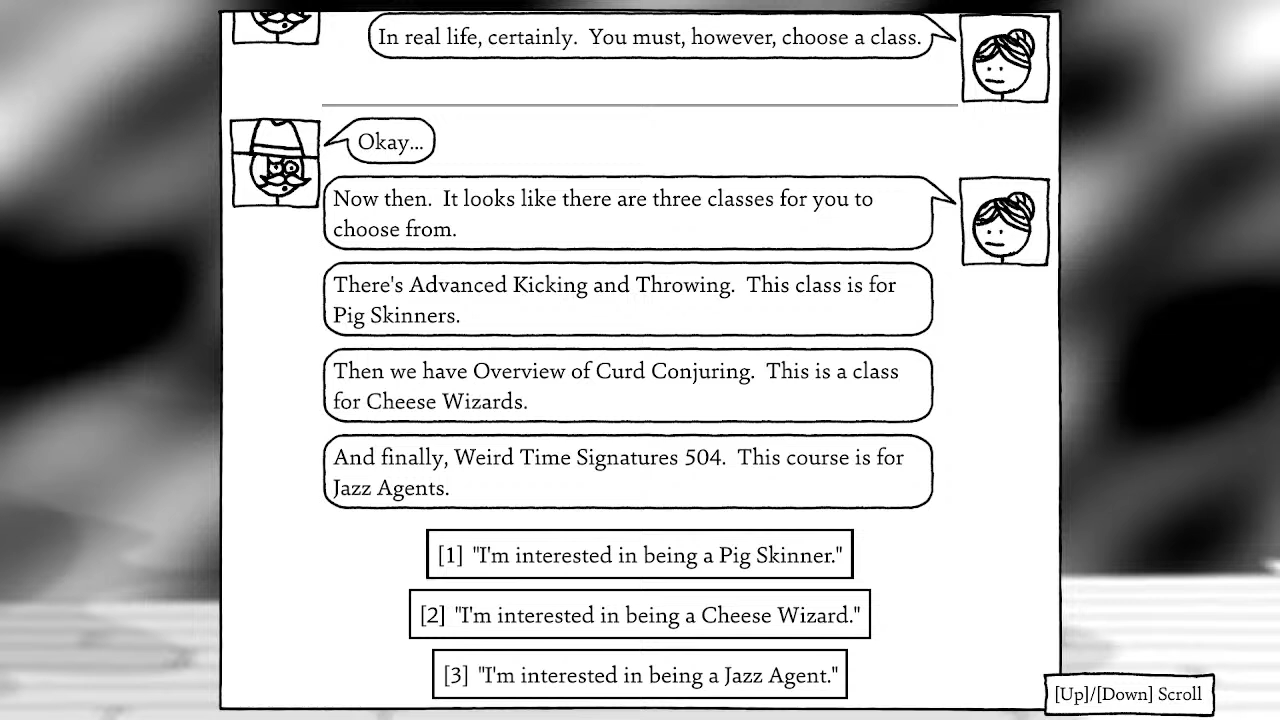 In real life, certainly.  You must, however, choose a class.
Okay...
Now then.  It looks like there are three classes for you to
choose from.
There's Advanced Kicking and Throwing.  This class is for
Pig Skinners.
Then we have Overview of Curd Conjuring.  This is a class
for Cheese Wizards.
And finally, Weird Time Signatures 504.  This course is for
Jazz Agents.
[1] "I'm interested in being a Pig Skinner."
[2] "I'm interested in being a Cheese Wizard."
[3] "I'm interested in being a Jazz Agent."
[Up]/[Down] Scroll